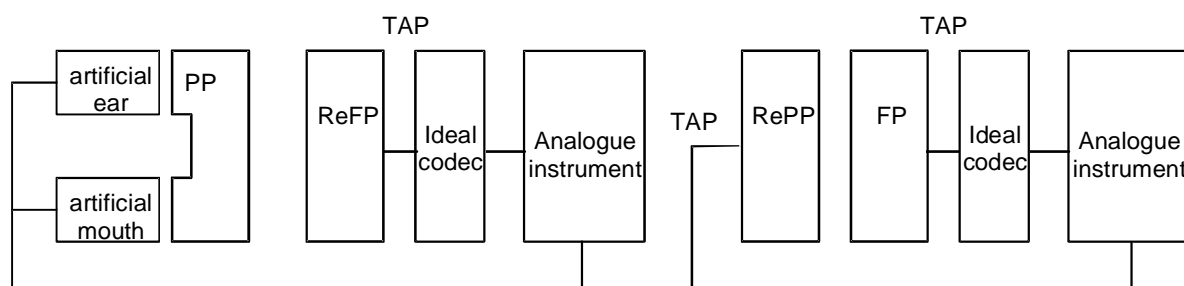 TAP
TAP
artificial
ear
PP
ReFP
Ideal
codec
Analogue
instrument
TAP
RePP
FP
Ideal
codec
Analogue
instrument
artificial
mouth